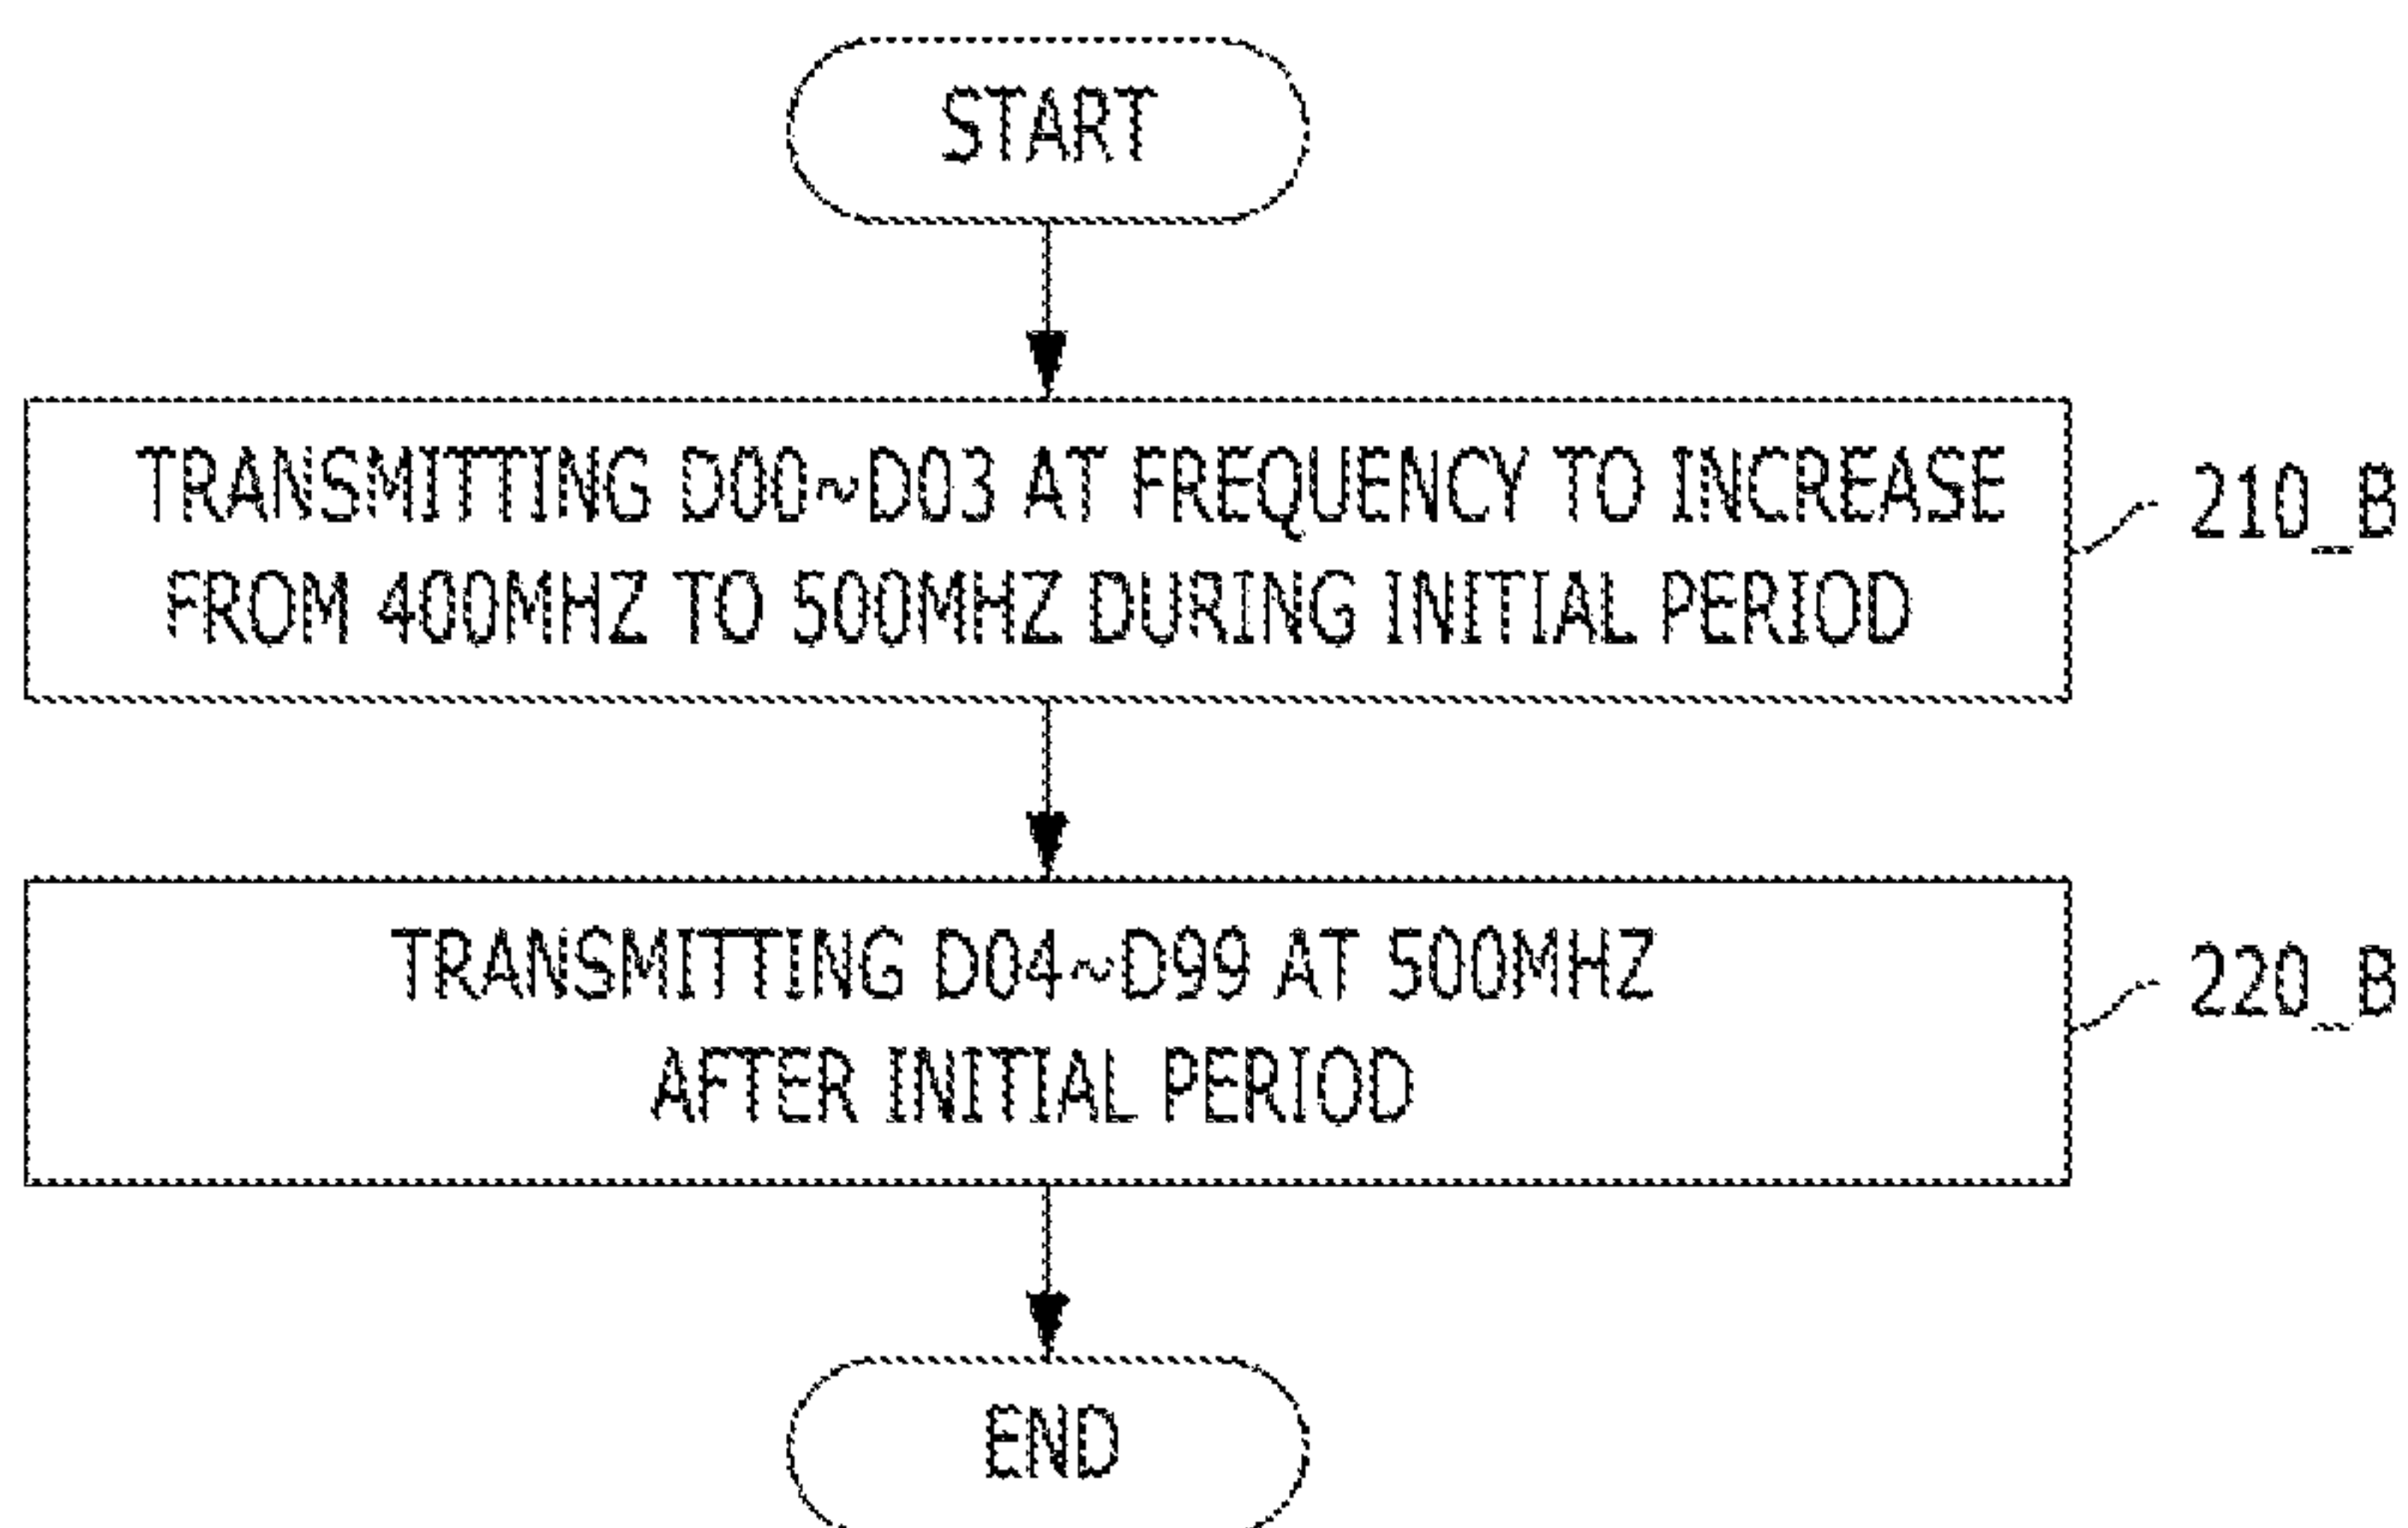 START
TRANSMITTING D00~D03 AT FREQUENCY TO INCREASE
FROM 400MHZ TO 500MHZ DURING INITIAL PERIOD
210_B
TRANSMITTING D04~D99 AT 500MHZ
AFTER INITIAL PERIOD
220_B
END